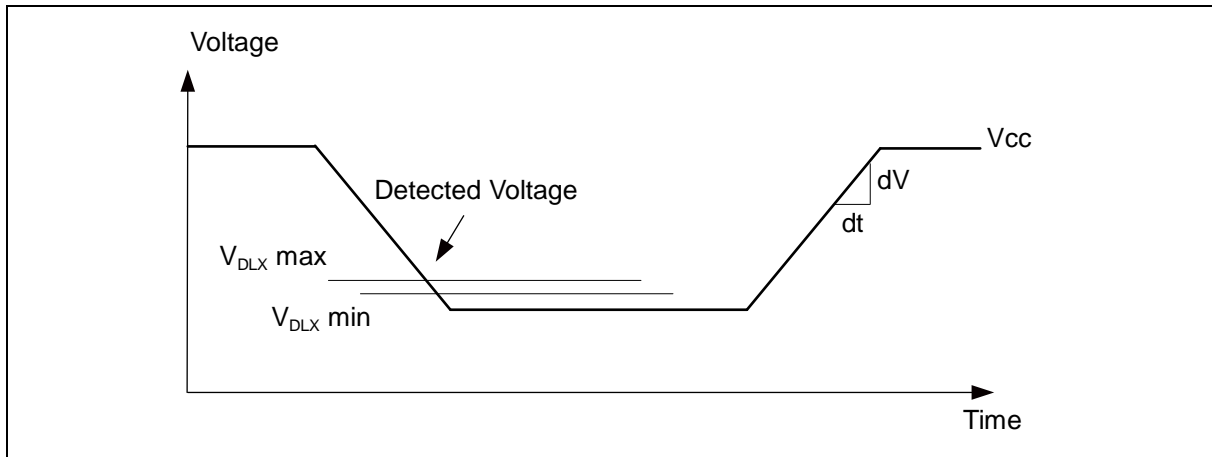 Voltage
Vcc
dV
Detected Voltage
dt
V_DLX max
V_DLX min
Time